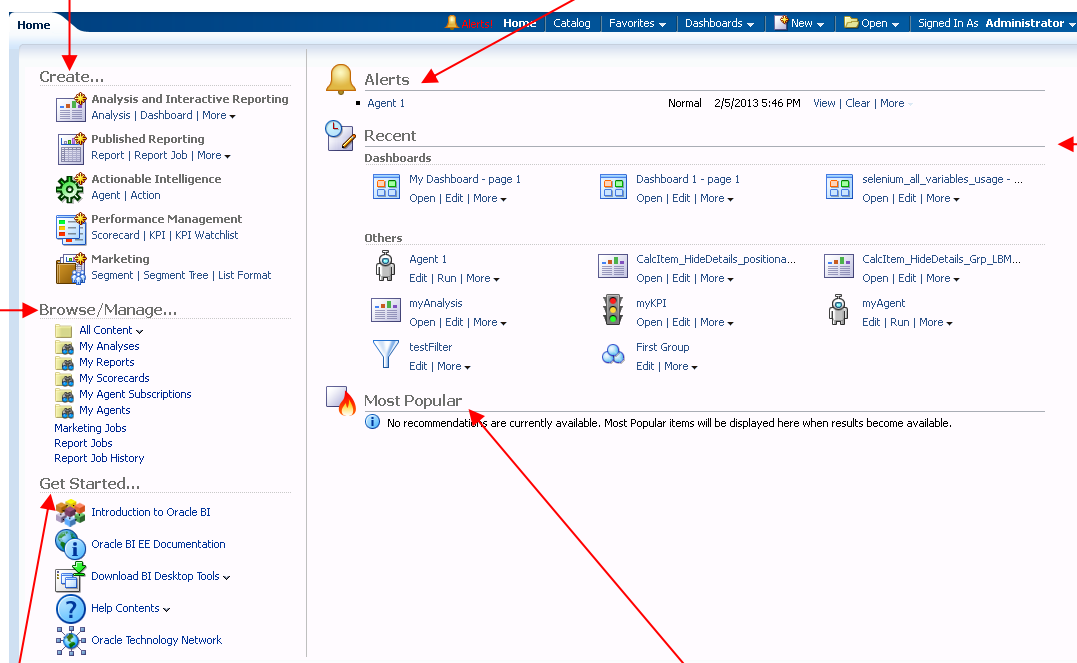 Home
Alerts! Home Catalog Favorites Dashboards New Open Signed In As Administrator
Create...
Analysis and Interactive Reporting
Analysis | Dashboard | More
Published Reporting
Report | Report Job | More
Actionable Intelligence
Agent | Action
Performance Management
Scorecard | KPI | KPI Watchlist
Marketing
Segment | Segment Tree | List Format
Browse/Manage...
All Content
My Analyses
My Reports
My Scorecards
My Agent Subscriptions
My Agents
Marketing Jobs
Report Jobs
Report Job History
Get Started...
Introduction to Oracle BI
Oracle BI EE Documentation
Download BI Desktop Tools
Help Contents
Oracle Technology Network
Alerts
Agent 1 Normal 2/5/2013 5:46 PM View | Clear | More
Recent
Dashboards
My Dashboard - page 1
Open | Edit | More
Dashboard 1 - page 1
Open | Edit | More
selenium_all_variables_usage - ...
Open | Edit | More
Others
Agent 1
Edit | Run | More
CalcItem_HideDetails_positiona...
Open | Edit | More
CalcItem_HideDetails_Grp_LBM...
Open | Edit | More
myAnalysis
Open | Edit | More
myKPI
Open | Edit | More
myAgent
Edit | Run | More
testFilter
Edit | More
First Group
Edit | More
Most Popular
No recommendations are currently available. Most Popular items will be displayed here when results become available.